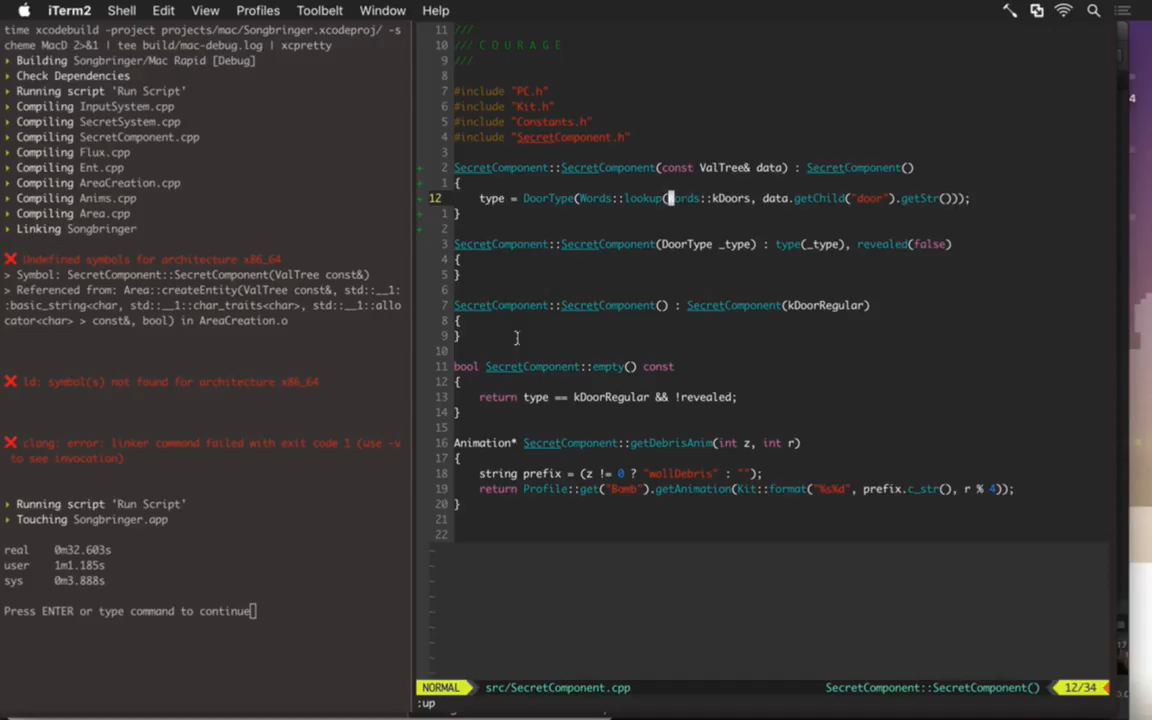 iTerm2 Shell Edit View Profiles Toolbelt Window Help
time xcodebuild -project projects/mac/Songbringer.xcodeproj/ -s
cheme MacD 2>&1 | tee build/mac-debug.log | xcpretty
Building Songbringer/Mac Rapid [Debug]
Check Dependencies
Running script 'Run Script'
Compiling InputSystem.cpp
Compiling SecretSystem.cpp
Compiling SecretComponent.cpp
Compiling Flux.cpp
Compiling Ent.cpp
Compiling AreaCreation.cpp
Compiling Anims.cpp
Compiling Area.cpp
Linking Songbringer
❌ Undefined symbols for architecture x86_64
> Symbol: SecretComponent::SecretComponent(ValTree const&)
> Referenced from: Area::createEntity(ValTree const&, std::__1:
:basic_string<char, std::__1::char_traits<char>, std::__1::allo
cator<char> > const&, bool) in AreaCreation.o
❌ ld: symbol(s) not found for architecture x86_64
❌ clang: error: linker command failed with exit code 1 (use -v
to see invocation)
Running script 'Run Script'
Touching Songbringer.app
real 0m32.603s
user 1m1.185s
sys 0m3.888s
Press ENTER or type command to continue
11 ///
10 /// C O U R A G E
9 ///
8
7 #include "PC.h"
6 #include "Kit.h"
5 #include "Constants.h"
4 #include "SecretComponent.h"
3
+ 2 SecretComponent::SecretComponent(const ValTree& data) : SecretComponent()
+ 1 {
+ 12 type = DoorType(Words::lookup(Words::kDoors, data.getChild("door").getStr()));
+ 1 }
+ 2
3 SecretComponent::SecretComponent(DoorType _type) : type(_type), revealed(false)
4 {
5 }
6
7 SecretComponent::SecretComponent() : SecretComponent(kDoorRegular)
8 {
9 }
10
11 bool SecretComponent::empty() const
12 {
13 return type == kDoorRegular && !revealed;
14 }
15
16 Animation* SecretComponent::getDebrisAnim(int z, int r)
17 {
18 string prefix = (z != 0 ? "wallDebris" : "");
19 return Profile::get("Bomb").getAnimation(Kit::format("%s%d", prefix.c_str(), r % 4));
20 }
21
22
~
~
~
~
~
~
~
~
NORMAL src/SecretComponent.cpp SecretComponent::SecretComponent() 12/34
:up
4